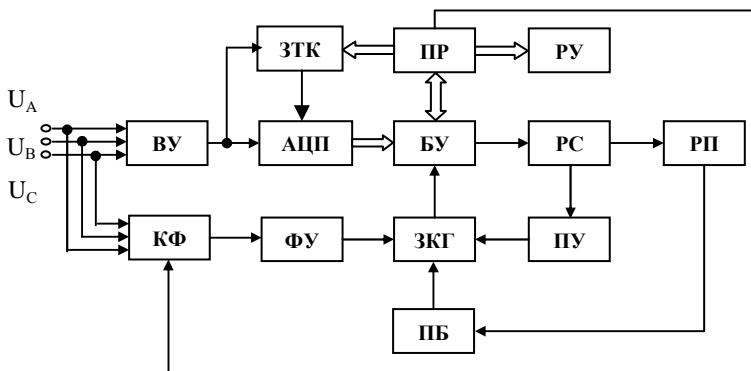 ЗТК
ПР
РУ
U_A
U_B
U_C
ВУ
АЦП
БУ
РС
РП
КФ
ФУ
ЗКГ
ПУ
ПБ